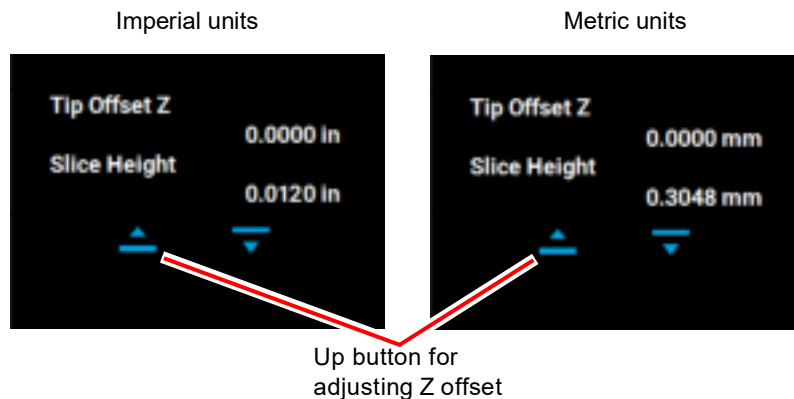 Imperial units
Metric units
Tip Offset Z
0.0000 in
Slice Height
0.0120 in
Tip Offset Z
0.0000 mm
Slice Height
0.3048 mm
Up button for
adjusting Z offset